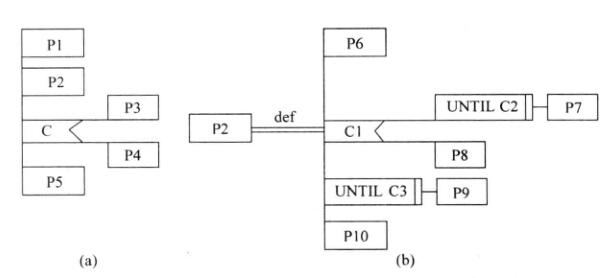 P1
P2
C
P3
P4
P5
(a)
P2
def
P6
C1
UNTIL C2
P7
P8
UNTIL C3
P9
P10
(b)